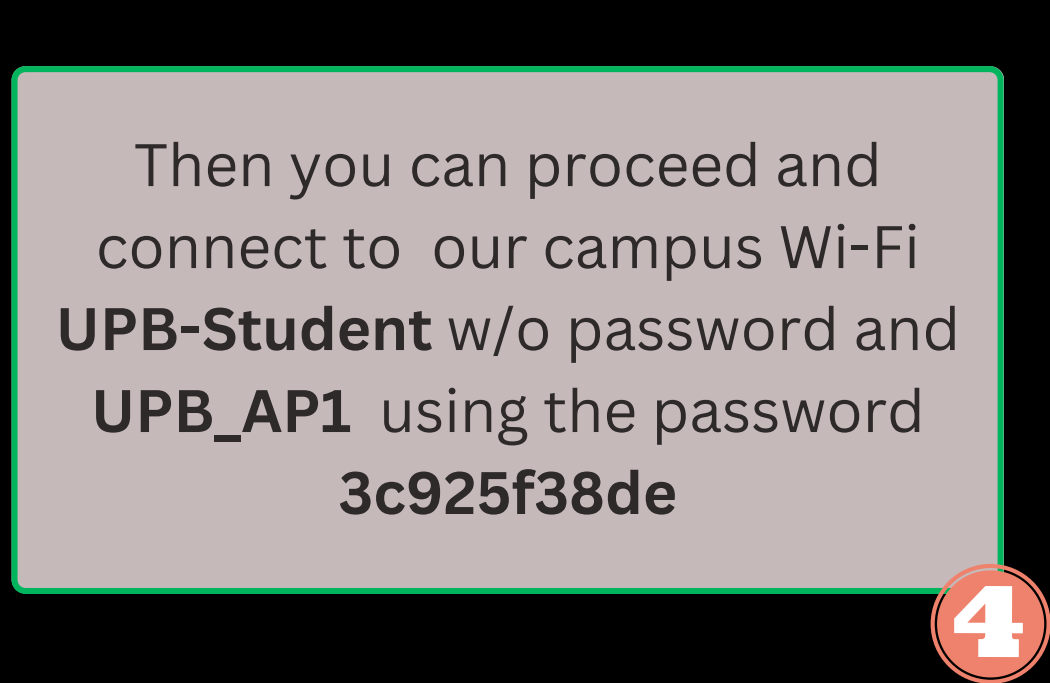 Then you can proceed and
connect to our campus Wi-Fi
UPB-Student w/o password and
UPB_AP1 using the password
3c925f38de
4